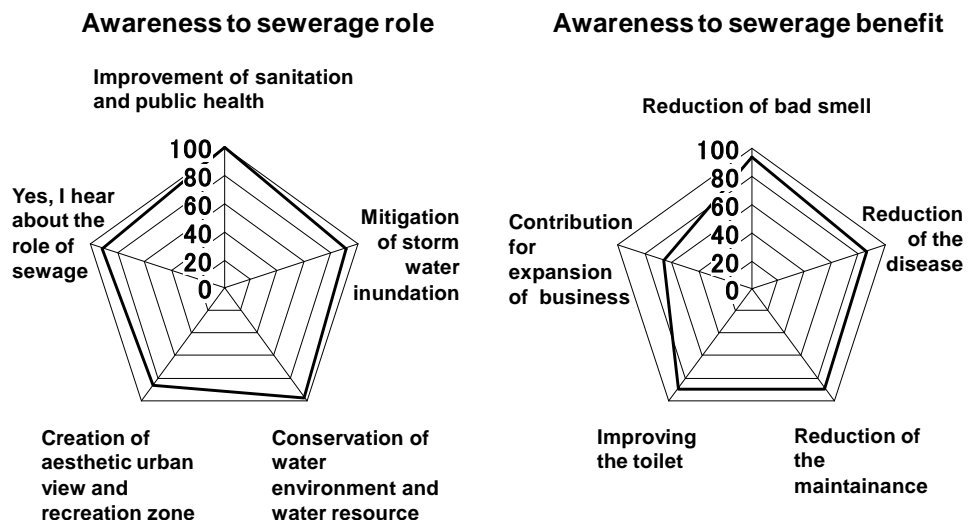 Awareness to sewerage role
Improvement of sanitation
and public health
100
80
60
40
20
0
Yes, I hear
about the
role of
sewage
Mitigation
of storm
water
inundation
Creation of
aesthetic urban
view and
recreation zone
Conservation of
water
environment and
water resource
Awareness to sewerage benefit
Reduction of bad smell
100
80
60
40
20
0
Contribution
for
expansion
of business
Reduction
of the
disease
Improving
the toilet
Reduction of
the
maintainance